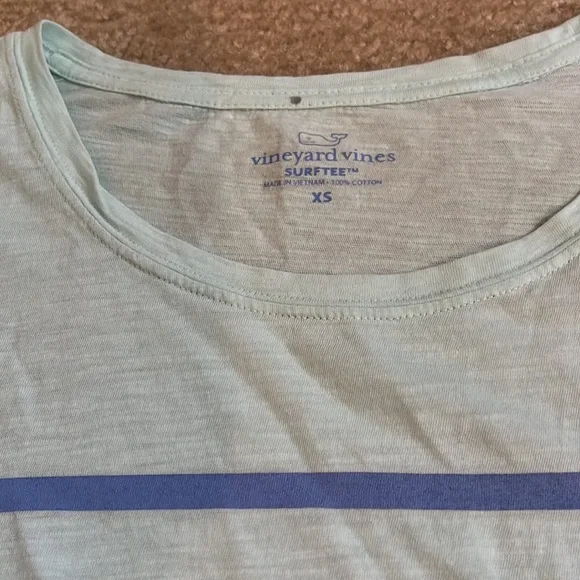 vineyard vines
SURFTEE™
MADE IN VIETNAM • 100% COTTON
XS